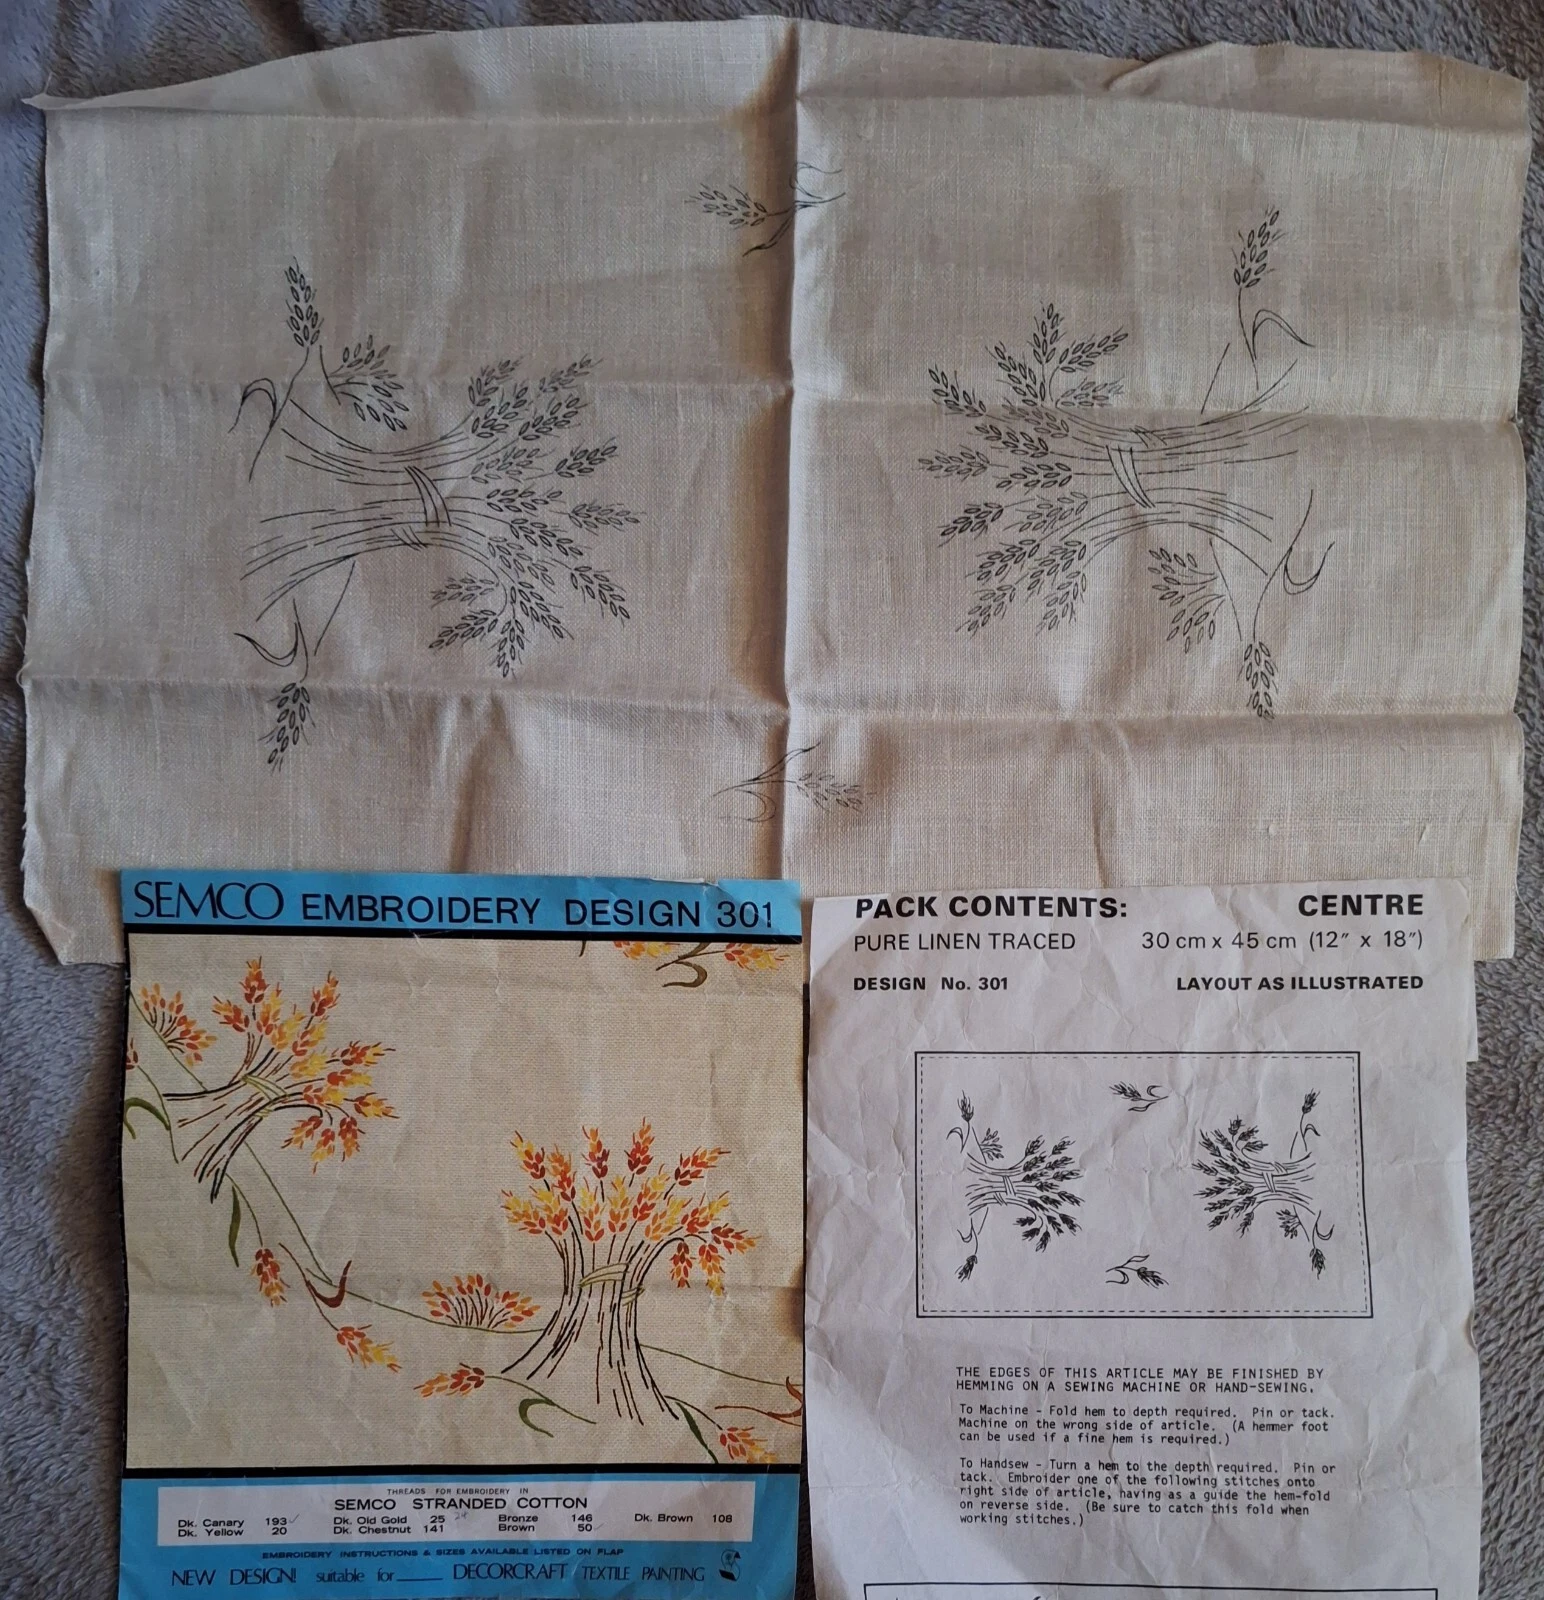 SEMCO EMBROIDERY DESIGN 301
THREADS FOR EMBROIDERY IN
SEMCO STRANDED COTTON
Dk. Canary 193 Dk. Old Gold 25 Bronze 146 Dk. Brown 108
Dk. Yellow 20 Dk. Chestnut 141 Brown 50
EMBROIDERY INSTRUCTIONS & SIZES AVAILABLE LISTED ON FLAP
NEW DESIGN! suitable for DECORCRAFT TEXTILE PAINTING
PACK CONTENTS: CENTRE
PURE LINEN TRACED 30 cm x 45 cm (12" x 18")
DESIGN No. 301 LAYOUT AS ILLUSTRATED
THE EDGES OF THIS ARTICLE MAY BE FINISHED BY
HEMMING ON A SEWING MACHINE OR HAND-SEWING.
To Machine - Fold hem to depth required. Pin or tack.
Machine on the wrong side of article. (A hemmer foot
can be used if a fine hem is required.)
To Handsew - Turn a hem to the depth required. Pin or
tack. Embroider one of the following stitches onto
right side of article, having as a guide the hem-fold
on reverse side. (Be sure to catch this fold when
working stitches.)